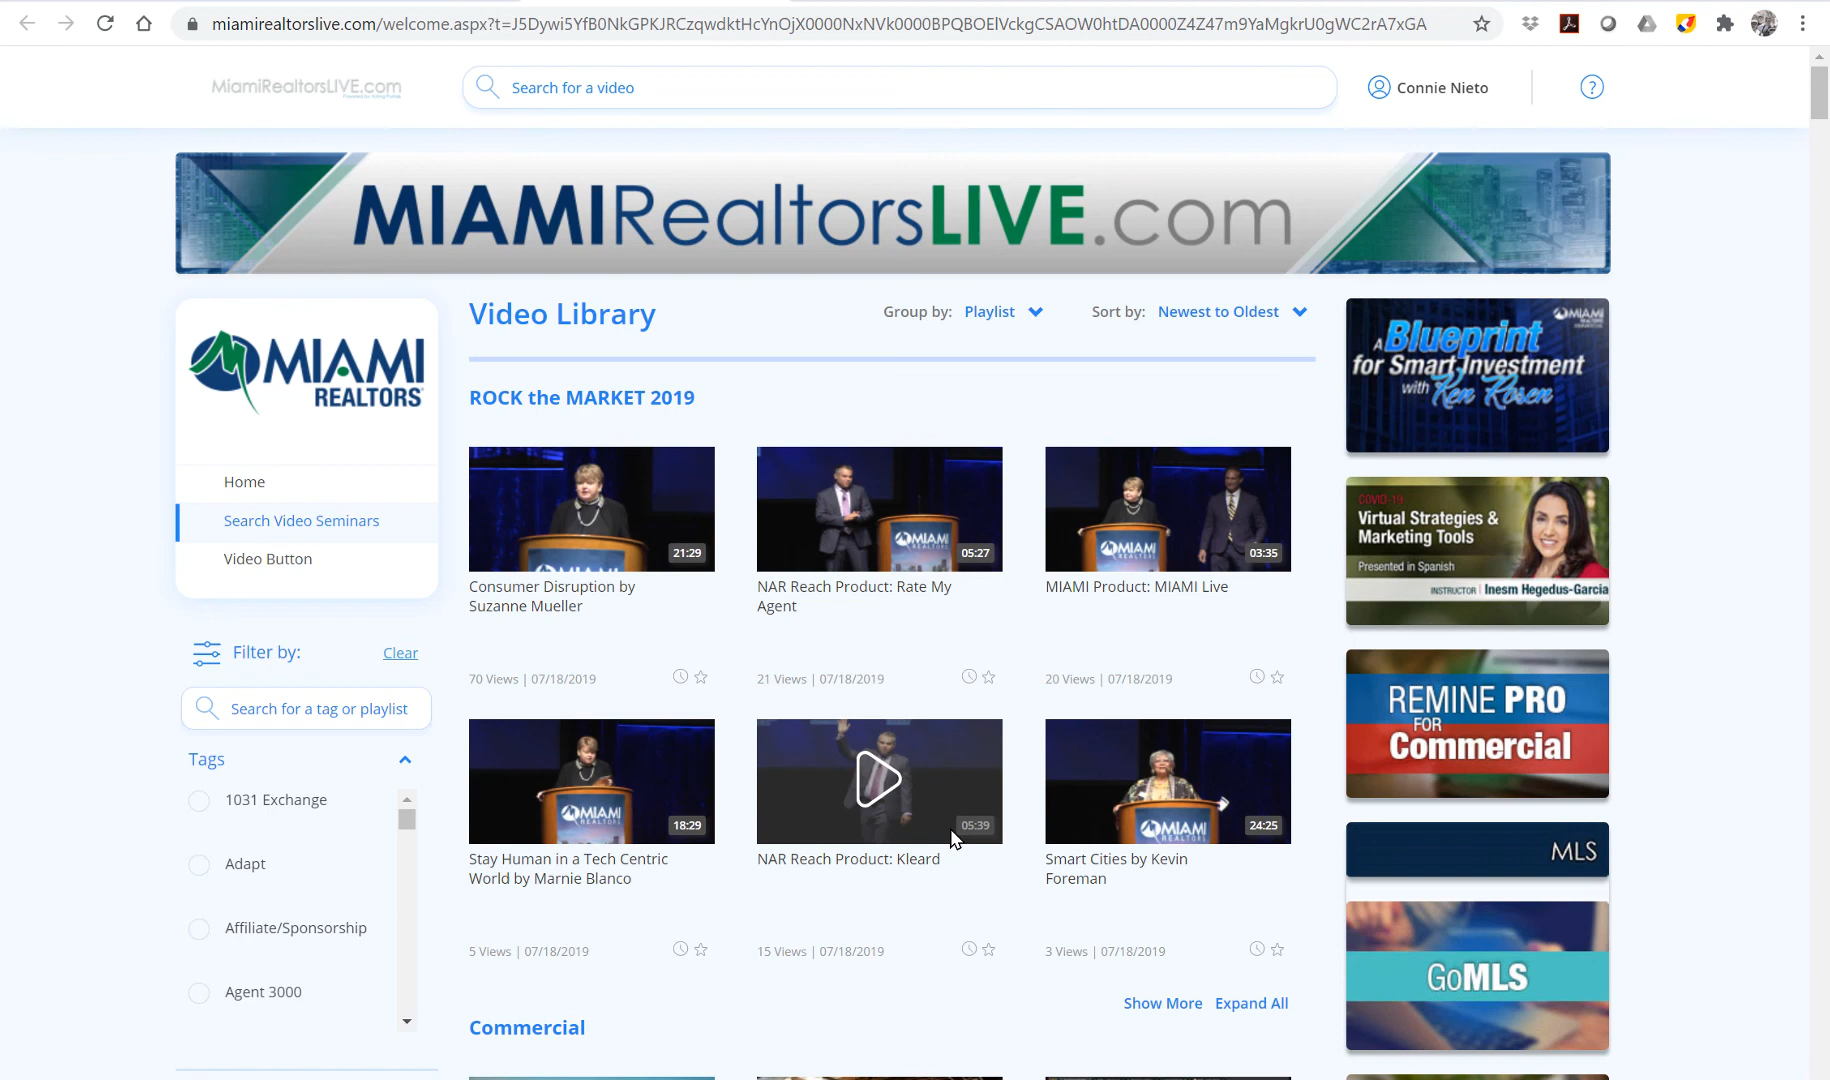 miamirealtorslive.com/welcome.aspx?t=J5Dywi5YfB0NkGPKJRCzqwdktHcYnOjX0000NxNVk0000BPQBOElVckgCSAOW0htDA0000Z4Z47m9YaMgkrU0gWC2rA7xGA
MiamiRealtorsLIVE.com
Search for a video
Connie Nieto
?
MIAMIRealtorsLIVE.com
MIAMI
REALTORS
Home
Search Video Seminars
Video Button
Filter by:
Clear
Search for a tag or playlist
Tags
1031 Exchange
Adapt
Affiliate/Sponsorship
Agent 3000
Video Library
Group by: Playlist
Sort by: Newest to Oldest
ROCK the MARKET 2019
MIAMI
MIAMI
21:29
05:27
03:35
Consumer Disruption by
Suzanne Mueller
NAR Reach Product: Rate My
Agent
MIAMI Product: MIAMI Live
70 Views | 07/18/2019
21 Views | 07/18/2019
20 Views | 07/18/2019
MIAMI
MIAMI
18:29
05:39
24:25
Stay Human in a Tech Centric
World by Marnie Blanco
NAR Reach Product: Kleard
Smart Cities by Kevin
Foreman
5 Views | 07/18/2019
15 Views | 07/18/2019
3 Views | 07/18/2019
Show More
Expand All
Commercial
MIAMI
A Blueprint
for Smart Investment
with Ken Rosen
COVID-19
Virtual Strategies &
Marketing Tools
Presented in Spanish
INSTRUCTOR | Inesm Hegedus-Garcia
REMINE PRO
FOR
Commercial
MLS
GoMLS